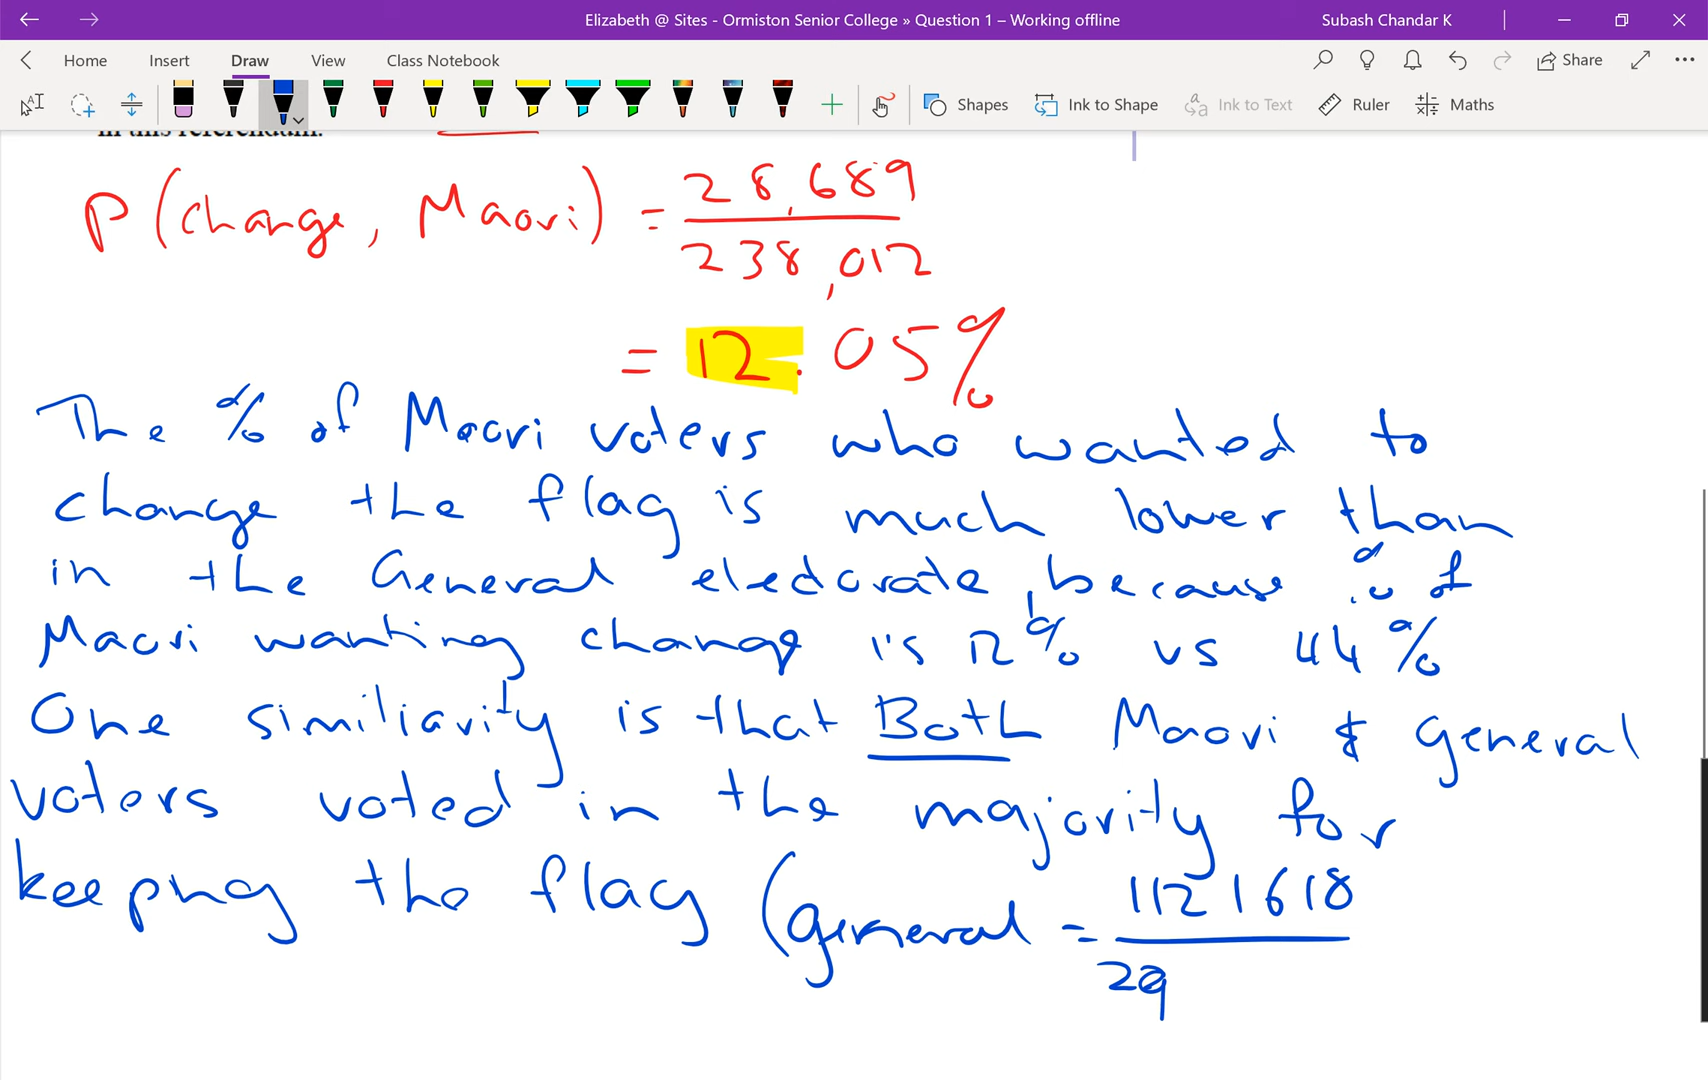 Elizabeth @ Sites - Ormiston Senior College » Question 1 – Working offline
Subash Chandar K
Home Insert Draw View Class Notebook
Share
Shapes Ink to Shape Ink to Text Ruler Maths
in this referendum.
P (change, Maori) = 28,689
238,012
= 12.05%
The % of Maori voters who wanted to
change the flag is much lower than
in the General eledorate, because % of
Maori wanting change is 12% vs 44%
One similiarity is that Both Maori & general
voters voted in the majority for
keeping the flag (general = 1121618
29